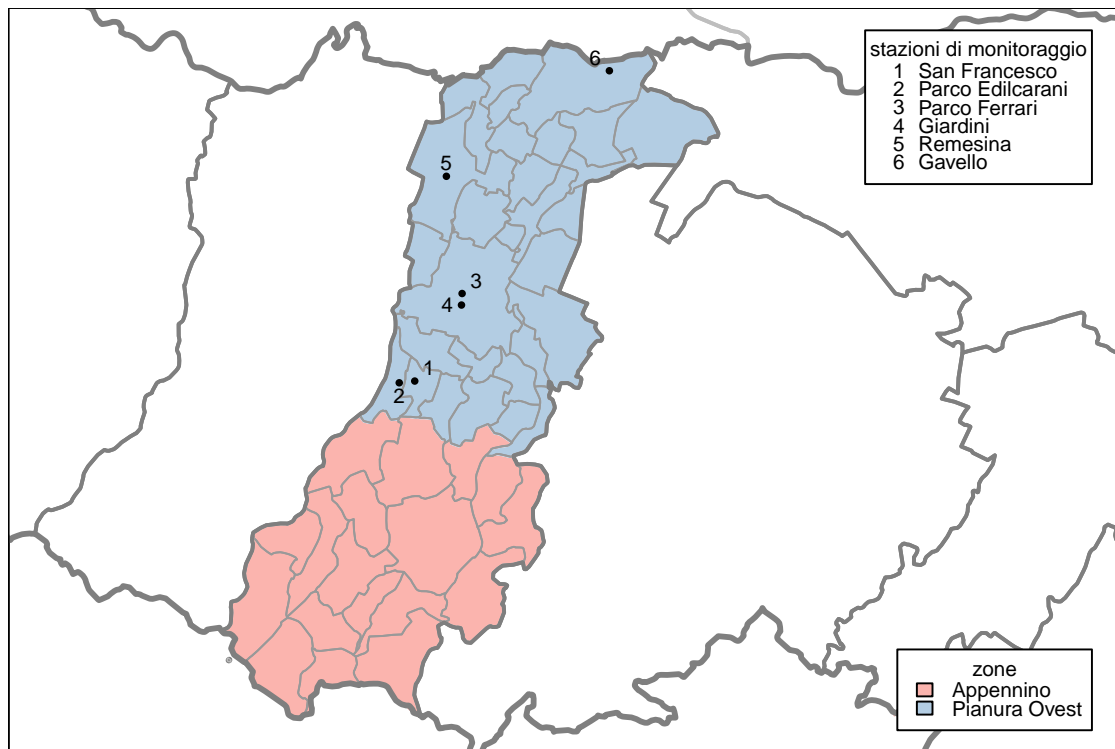 6
5
3
4
1
2
stazioni di monitoraggio
1 San Francesco
2 Parco Edilcarani
3 Parco Ferrari
4 Giardini
5 Remesina
6 Gavello
zone
Appennino
Pianura Ovest